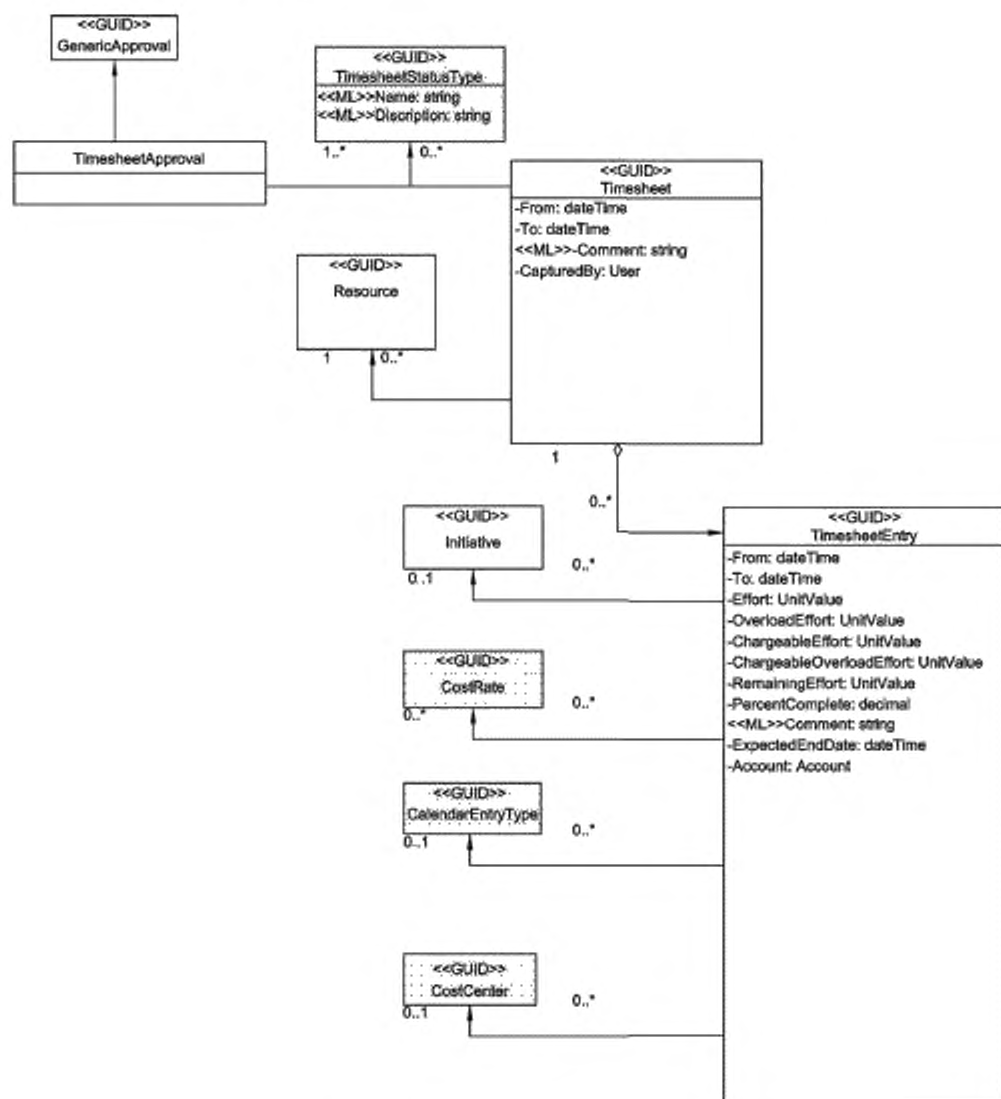 <<GUID>>
GenericApproval
<<GUID>>
TimesheetStatusType
<<ML>>Name: string
<<ML>>Discription: string
1..*
0..*
TimesheetApproval
<<GUID>>
Timesheet
-From: dateTime
-To: dateTime
<<ML>>-Comment: string
-CapturedBy: User
<<GUID>>
Resource
1
0..*
1
0..*
<<GUID>>
Initiative
0..1
0..*
<<GUID>>
TimesheetEntry
-From: dateTime
-To: dateTime
-Effort: UnitValue
-OverloadEffort: UnitValue
-ChargeableEffort: UnitValue
-ChargeableOverloadEffort: UnitValue
-RemainingEffort: UnitValue
-PercentComplete: decimal
<<ML>>Comment: string
-ExpectedEndDate: dateTime
-Account: Account
<<GUID>>
CostRate
0..*
0..*
<<GUID>>
CalendarEntryType
0..1
0..*
<<GUID>>
CostCenter
0..1
0..*